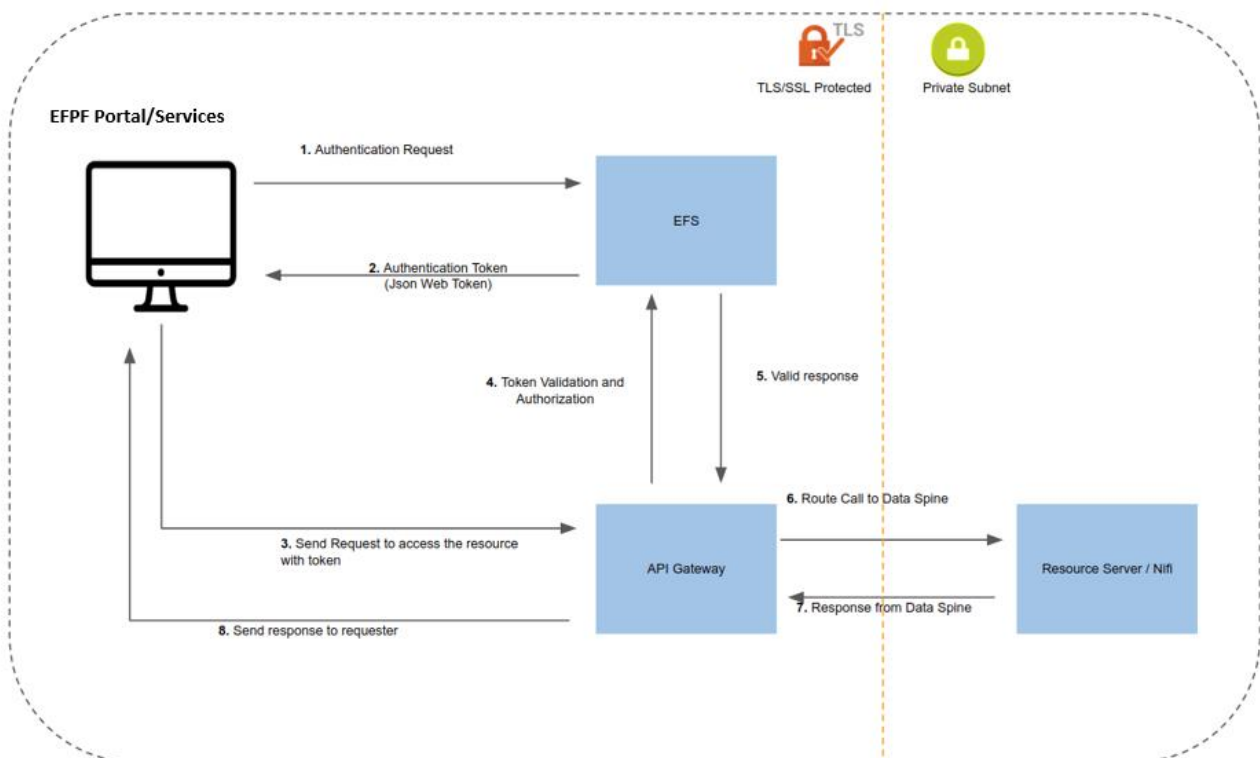 TLS
TLS/SSL Protected
Private Subnet
EFPF Portal/Services
1. Authentication Request
EFS
2. Authentication Token
(Json Web Token)
4. Token Validation and
Authorization
5. Valid response
6. Route Call to Data Spine
3. Send Request to access the resource
with token
API Gateway
Resource Server / Nifi
7. Response from Data Spine
8. Send response to requester